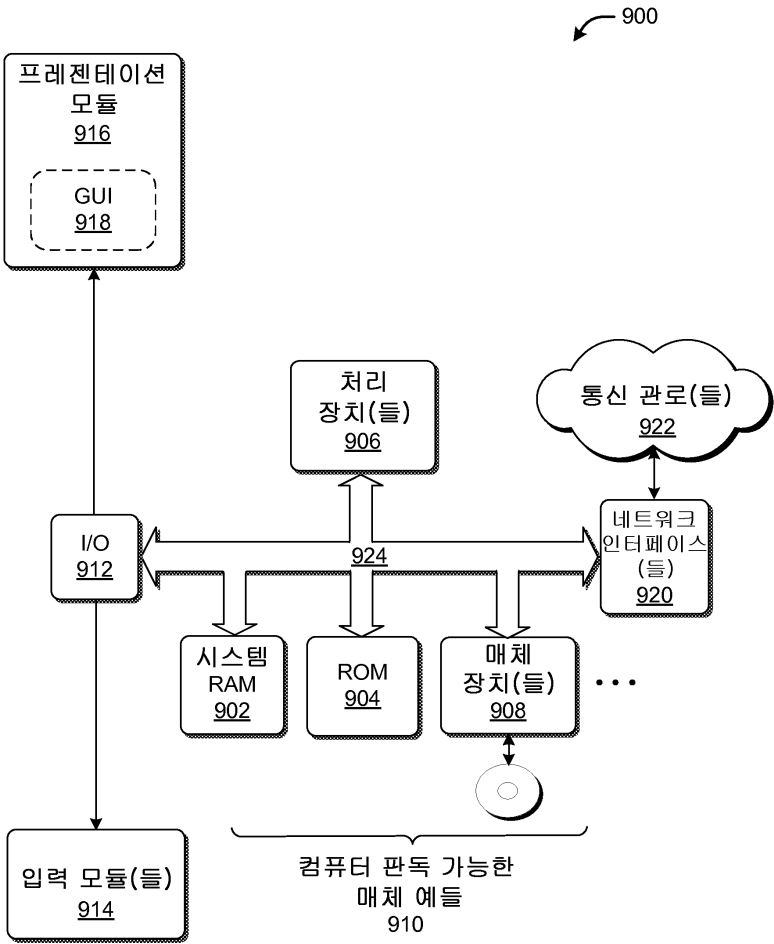 900
프레젠테이션
모듈
916
GUI
918
처리
장치(들)
906
통신 관로(들)
922
I/O
912
924
네트워크
인터페이스
(들)
920
시스템
RAM
902
ROM
904
매체
장치(들)
908
...
입력 모듈(들)
914
컴퓨터 판독 가능한
매체 예들
910